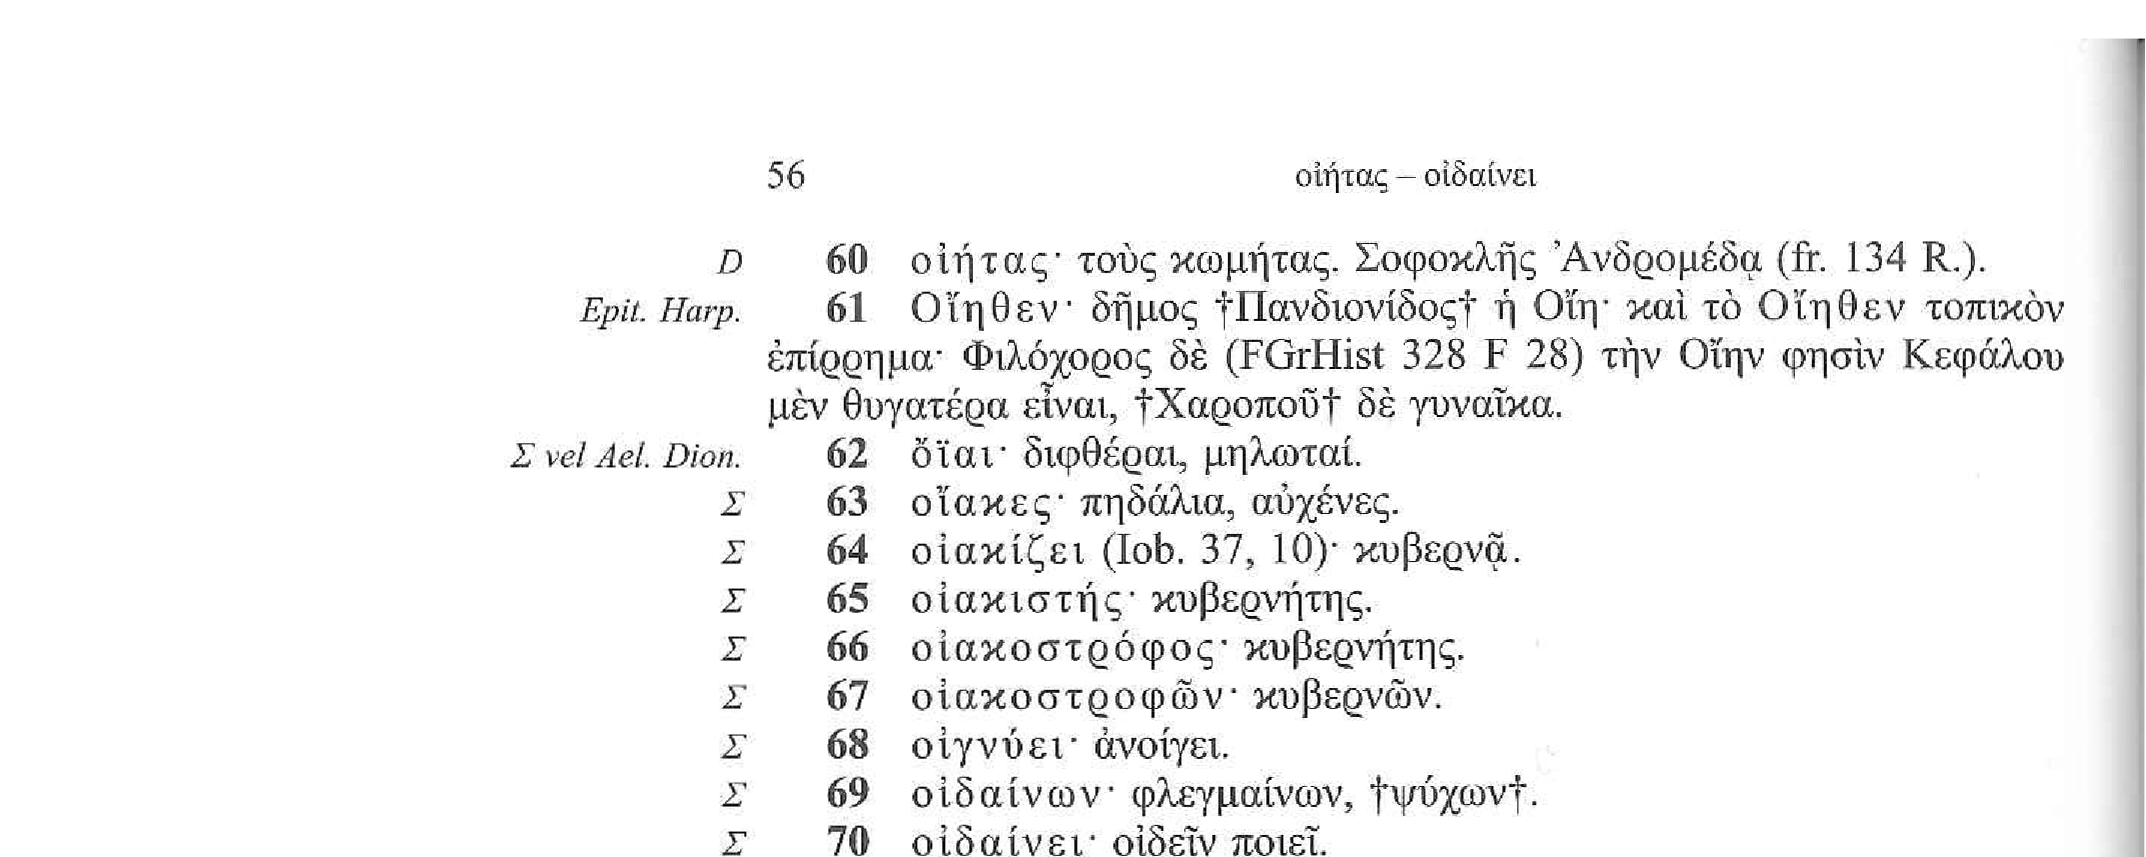 56 οἰήτας – οἰδαίνει
D 60 οἰήτας· τοὺς κωμήτας. Σοφοκλῆς Ἀνδρομέδᾳ (fr. 134 R.).
Epit. Harp. 61 Οἴηθεν· δῆμος †Πανδιονίδος† ἡ Οἴη· καὶ τὸ Οἴηθεν τοπικὸν
ἐπίρρημα· Φιλόχορος δὲ (FGrHist 328 F 28) τὴν Οἴην φησὶν Κεφάλου
μὲν θυγατέρα εἶναι, †Χαροποῦ† δὲ γυναῖκα.
Σ vel Ael. Dion. 62 ὄϊαι· διφθέραι, μηλωταί.
Σ 63 οἴακες· πηδάλια, αὐχένες.
Σ 64 οἰακίζει (Iob. 37, 10)· κυβερνᾷ.
Σ 65 οἰακιστής· κυβερνήτης.
Σ 66 οἰακοστρόφος· κυβερνήτης.
Σ 67 οἰακοστροφῶν· κυβερνῶν.
Σ 68 οἰγνύει· ἀνοίγει.
Σ 69 οἰδαίνων· φλεγμαίνων, †ψύχων†.
Σ 70 οἰδαίνει· οἰδεῖν ποιεῖ.